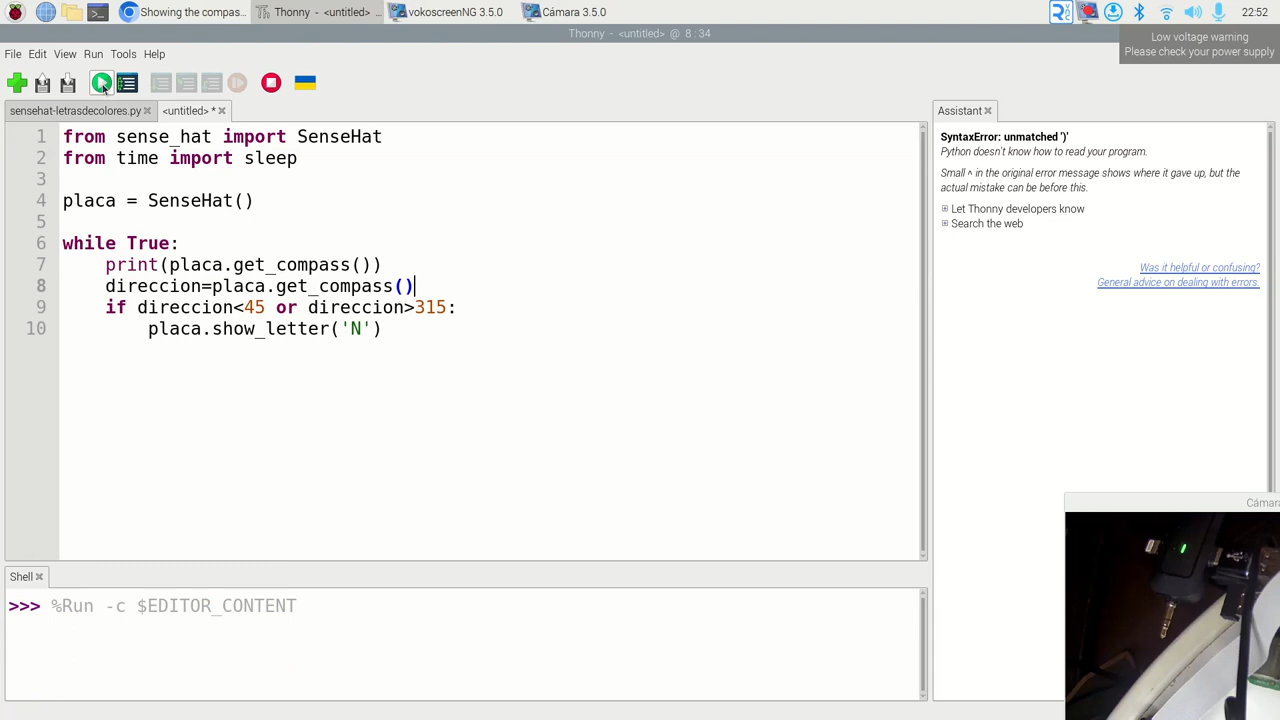 Showing the compas...
Thonny - <untitled> ...
vokoscreenNG 3.5.0
Cámara 3.5.0
22:52
Thonny - <untitled> @ 8:34
Low voltage warning
Please check your power supply
File Edit View Run Tools Help
sensehat-letrasdecolores.py
<untitled> *
Assistant
1 from sense_hat import SenseHat
2 from time import sleep
3
4 placa = SenseHat()
5
6 while True:
7 print(placa.get_compass())
8 direccion=placa.get_compass()
9 if direccion<45 or direccion>315:
10 placa.show_letter('N')
SyntaxError: unmatched ')'
Python doesn't know how to read your program.
Small ^ in the original error message shows where it gave up, but the
actual mistake can be before this.
Let Thonny developers know
Search the web
Was it helpful or confusing?
General advice on dealing with errors.
Cámara
Shell
>>> %Run -c $EDITOR_CONTENT